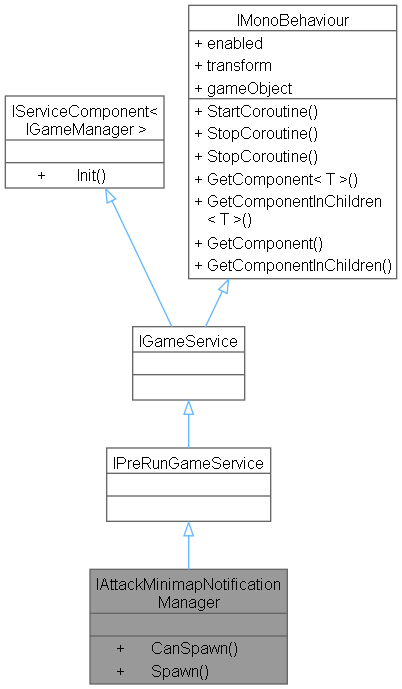 IMonoBehaviour
+ enabled
+ transform
+ gameObject
+ StartCoroutine()
+ StopCoroutine()
+ StopCoroutine()
+ GetComponent< T >()
+ GetComponentInChildren
< T >()
+ GetComponent()
+ GetComponentInChildren()
IServiceComponent<
IGameManager >
+ Init()
IGameService
IPreRunGameService
IAttackMinimapNotification
Manager
+ CanSpawn()
+ Spawn()